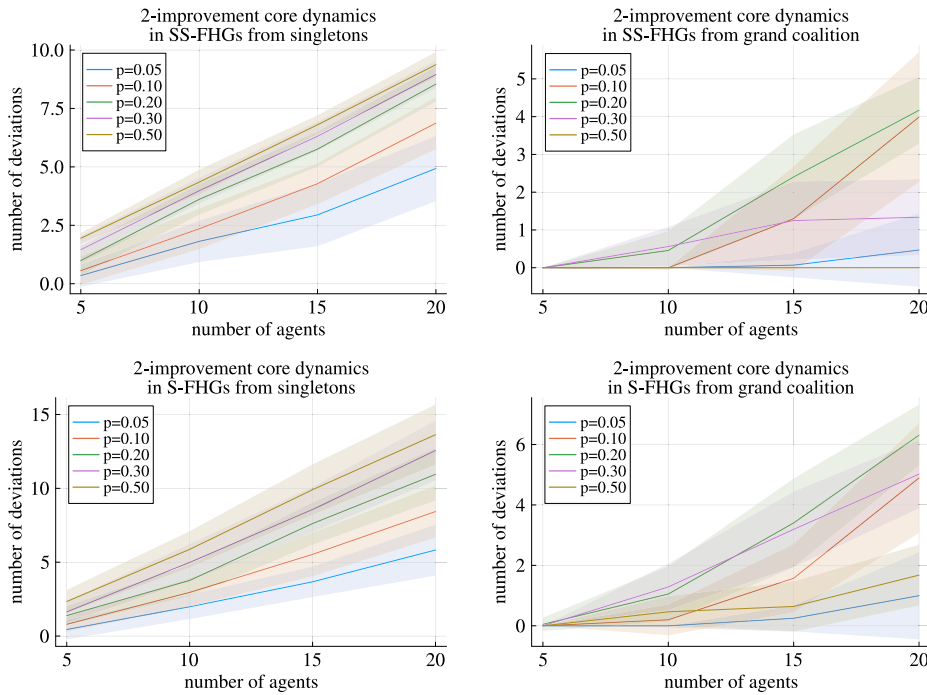 2-improvement core dynamics
in SS-FHGs from singletons
10.0
7.5
5.0
2.5
0.0
number of deviations
p=0.05
p=0.10
p=0.20
p=0.30
p=0.50
5
10
15
20
number of agents
2-improvement core dynamics
in SS-FHGs from grand coalition
5
4
3
2
1
0
number of deviations
p=0.05
p=0.10
p=0.20
p=0.30
p=0.50
5
10
15
20
number of agents
2-improvement core dynamics
in S-FHGs from singletons
15
10
5
0
number of deviations
p=0.05
p=0.10
p=0.20
p=0.30
p=0.50
5
10
15
20
number of agents
2-improvement core dynamics
in S-FHGs from grand coalition
6
4
2
0
number of deviations
p=0.05
p=0.10
p=0.20
p=0.30
p=0.50
5
10
15
20
number of agents